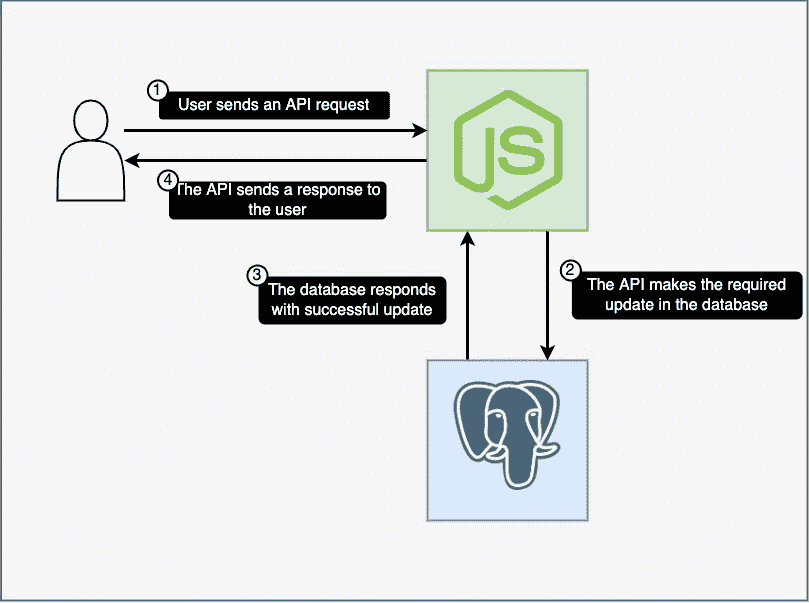 1
User sends an API request
4
The API sends a response to
the user
JS
3
The database responds
with successful update
2
The API makes the required
update in the database